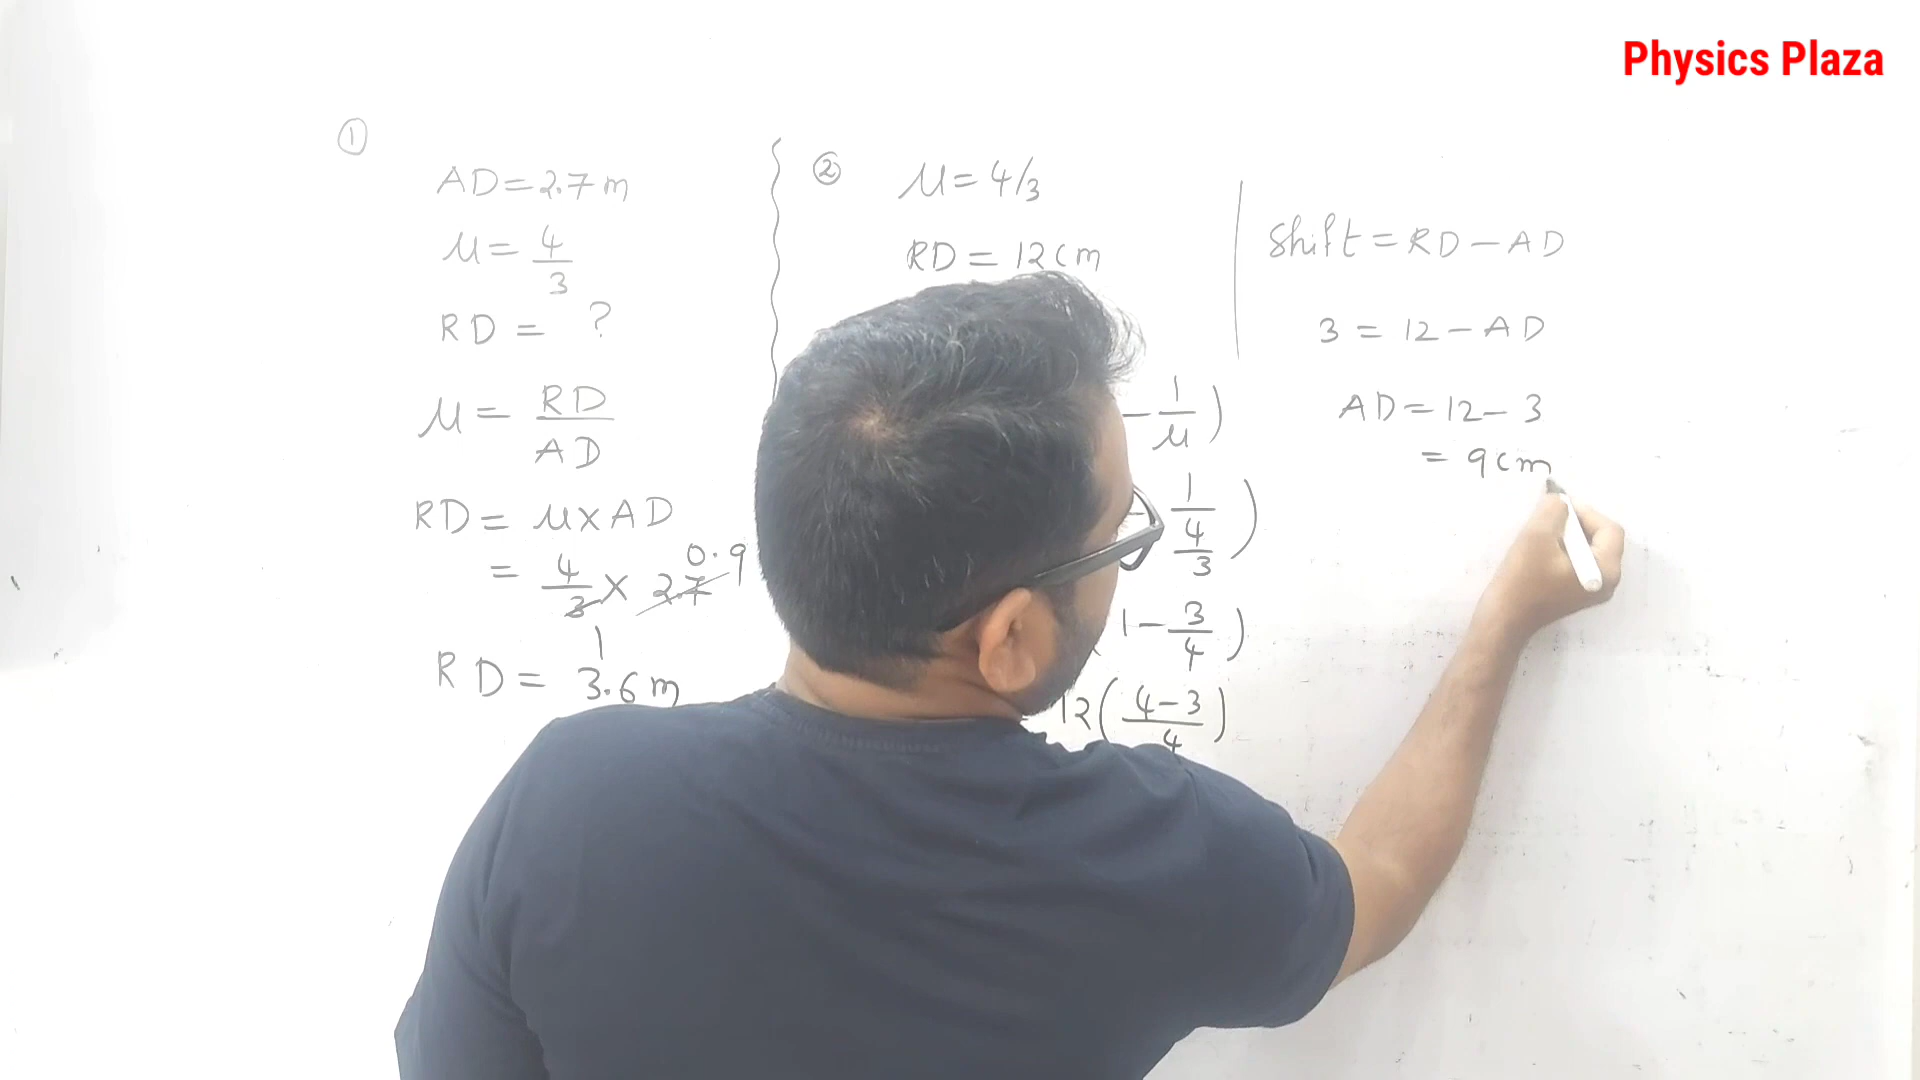 Physics Plaza
①
AD = 2.7 m
μ = 4/3
RD = ?
μ = RD/AD
RD = μ x AD
= 4/3 x 2.7 0.9
1
RD = 3.6 m
②
μ = 4/3
RD = 12 cm
- 1/μ )
1/(4/3) )
1 - 3/4 )
12 ( (4-3)/4 )
Shift = RD - AD
3 = 12 - AD
AD = 12 - 3
= 9 cm